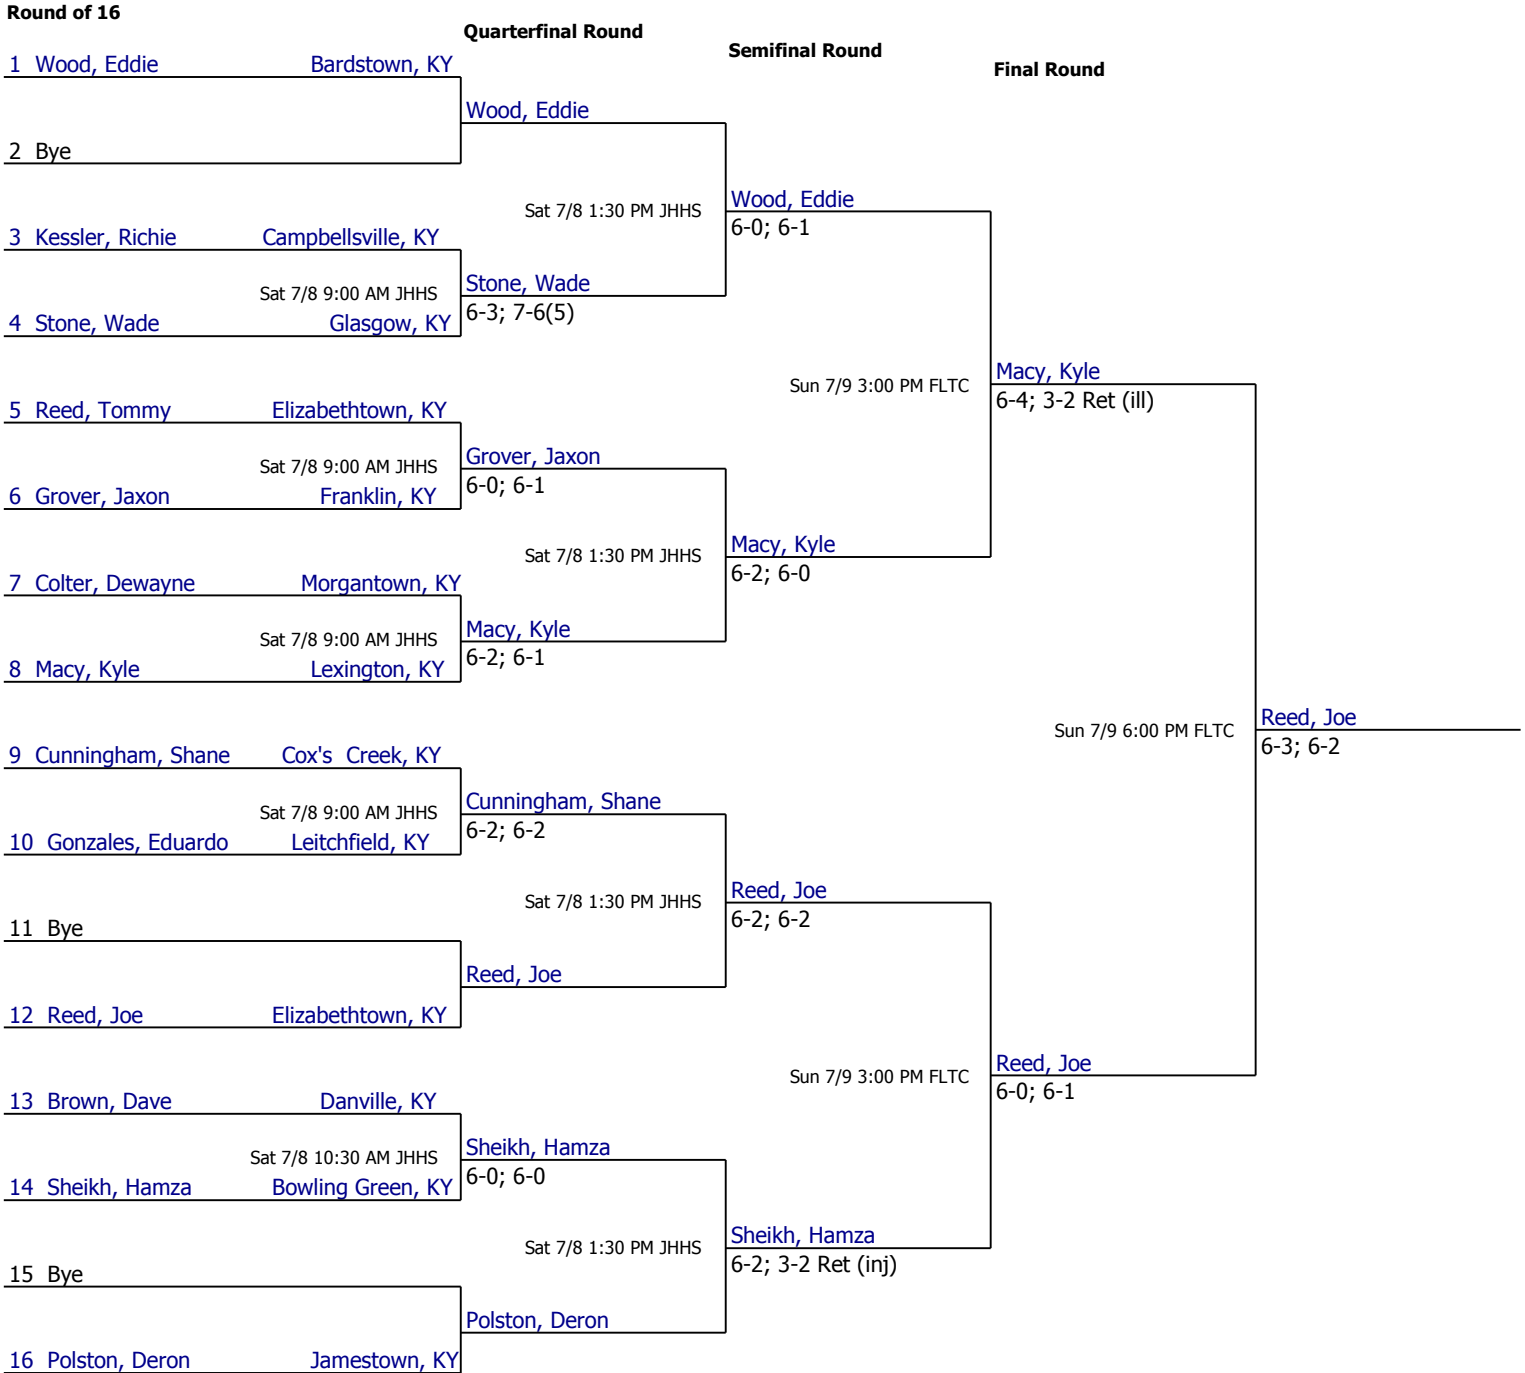 Round of 16
Quarterfinal Round
Semifinal Round
Final Round
1 Wood, Eddie Bardstown, KY
Wood, Eddie
2 Bye
Sat 7/8 1:30 PM JHHS
Wood, Eddie
6-0; 6-1
3 Kessler, Richie Campbellsville, KY
Sat 7/8 9:00 AM JHHS
Stone, Wade
6-3; 7-6(5)
4 Stone, Wade Glasgow, KY
Sun 7/9 3:00 PM FLTC
Macy, Kyle
6-4; 3-2 Ret (ill)
5 Reed, Tommy Elizabethtown, KY
Sat 7/8 9:00 AM JHHS
Grover, Jaxon
6-0; 6-1
6 Grover, Jaxon Franklin, KY
Sat 7/8 1:30 PM JHHS
Macy, Kyle
6-2; 6-0
7 Colter, Dewayne Morgantown, KY
Sat 7/8 9:00 AM JHHS
Macy, Kyle
6-2; 6-1
8 Macy, Kyle Lexington, KY
Sun 7/9 6:00 PM FLTC
Reed, Joe
6-3; 6-2
9 Cunningham, Shane Cox's  Creek, KY
Sat 7/8 9:00 AM JHHS
Cunningham, Shane
6-2; 6-2
10 Gonzales, Eduardo Leitchfield, KY
Sat 7/8 1:30 PM JHHS
Reed, Joe
6-2; 6-2
11 Bye
Reed, Joe
12 Reed, Joe Elizabethtown, KY
Sun 7/9 3:00 PM FLTC
Reed, Joe
6-0; 6-1
13 Brown, Dave Danville, KY
Sat 7/8 10:30 AM JHHS
Sheikh, Hamza
6-0; 6-0
14 Sheikh, Hamza Bowling Green, KY
Sat 7/8 1:30 PM JHHS
Sheikh, Hamza
6-2; 3-2 Ret (inj)
15 Bye
Polston, Deron
16 Polston, Deron Jamestown, KY